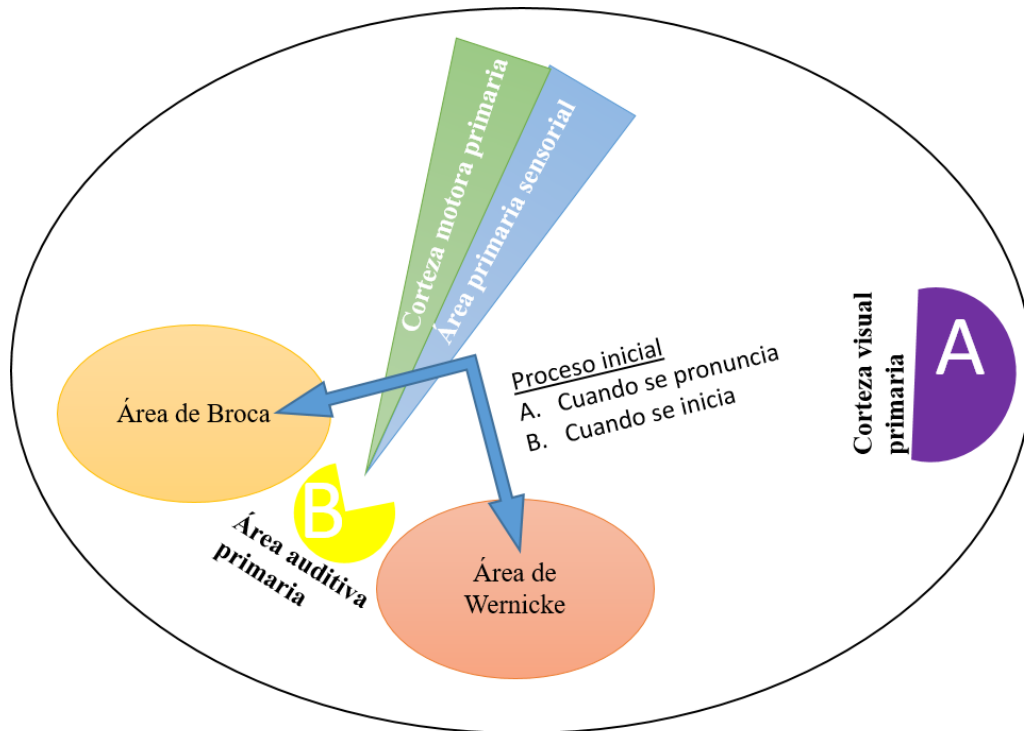 Corteza motora primaria
Área primaria sensorial
Área de Broca
Proceso inicial
A. Cuando se pronuncia
B. Cuando se inicia
Corteza visual
primaria
A
B
Área auditiva
primaria
Área de
Wernicke